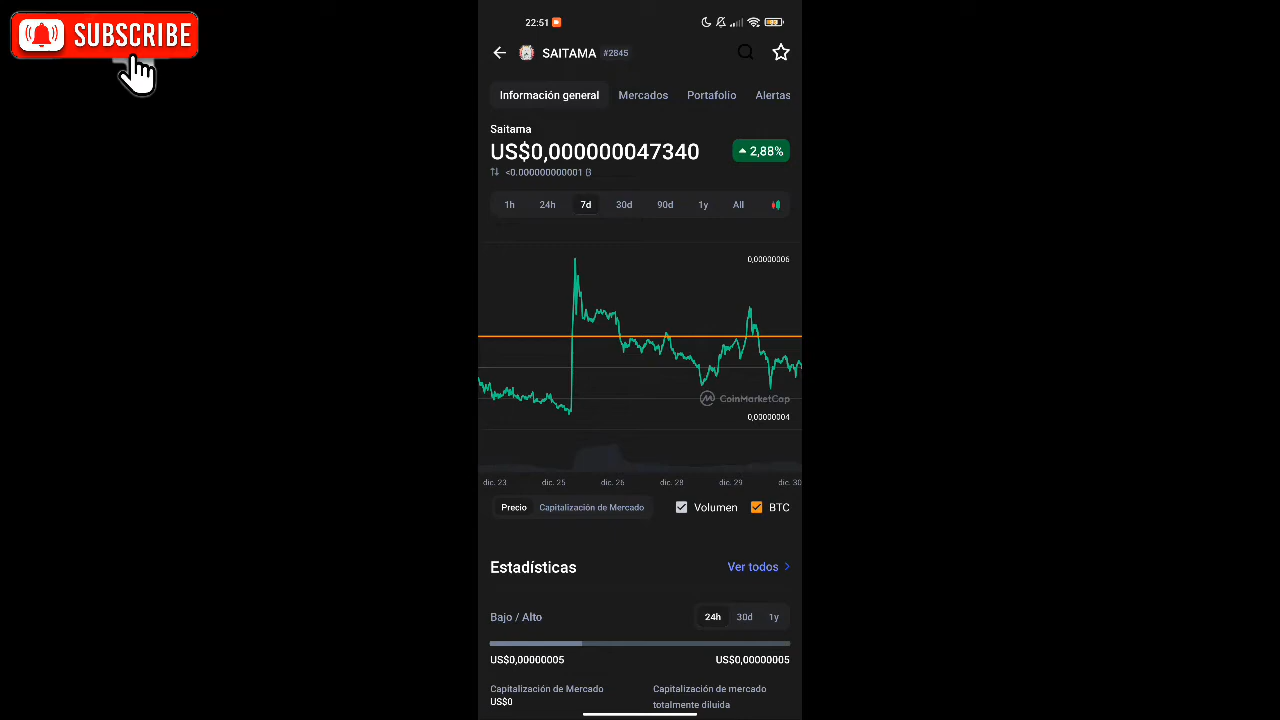 SUBSCRIBE
22:51
SAITAMA #2845
Información general Mercados Portafolio Alertas
Saitama
US$0,000000047340 2,88%
<0.000000000001 ₿
1h 24h 7d 30d 90d 1y All
0,00000006
CoinMarketCap
0,00000004
dic. 23 dic. 25 dic. 26 dic. 28 dic. 29 dic. 30
Precio Capitalización de Mercado Volumen BTC
Estadísticas Ver todos
Bajo / Alto 24h 30d 1y
US$0,00000005 US$0,00000005
Capitalización de Mercado Capitalización de mercado
US$0 totalmente diluida